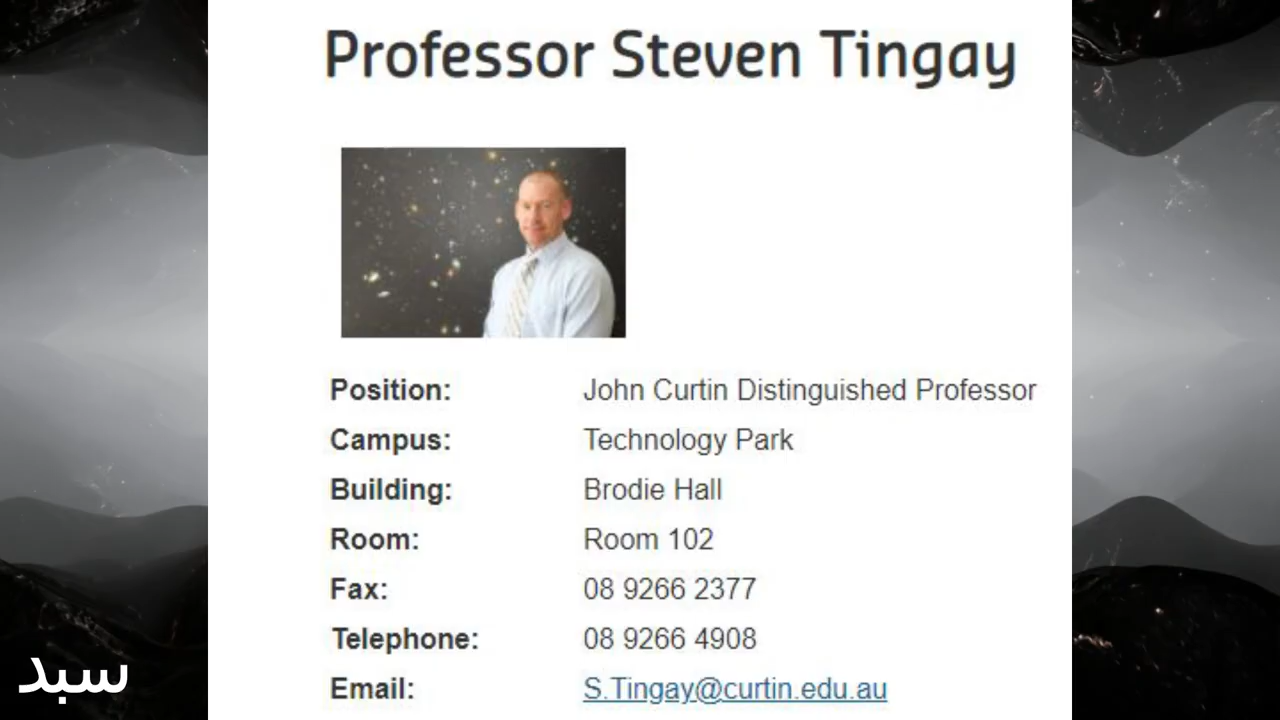 Professor Steven Tingay
Position: John Curtin Distinguished Professor
Campus: Technology Park
Building: Brodie Hall
Room: Room 102
Fax: 08 9266 2377
Telephone: 08 9266 4908
Email: S.Tingay@curtin.edu.au
سبد